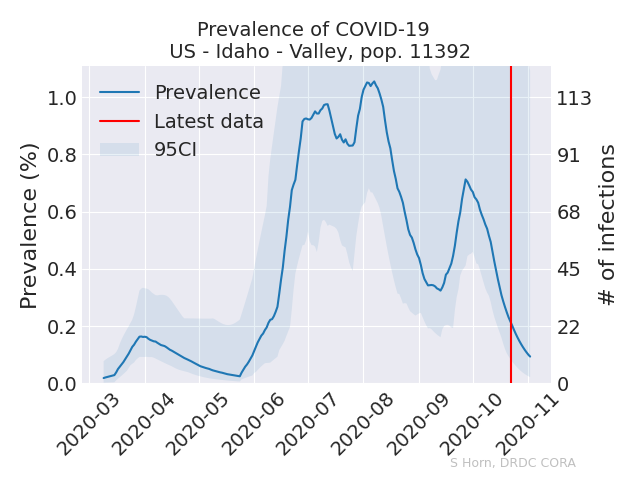 Prevalence of COVID-19
US - Idaho - Valley, pop. 11392
Prevalence
Latest data
95CI
Prevalence (%)
1.0
0.8
0.6
0.4
0.2
0.0
113
91
68
45
22
0
# of infections
2020-03
2020-04
2020-05
2020-06
2020-07
2020-08
2020-09
2020-10
2020-11
S Horn, DRDC CORA